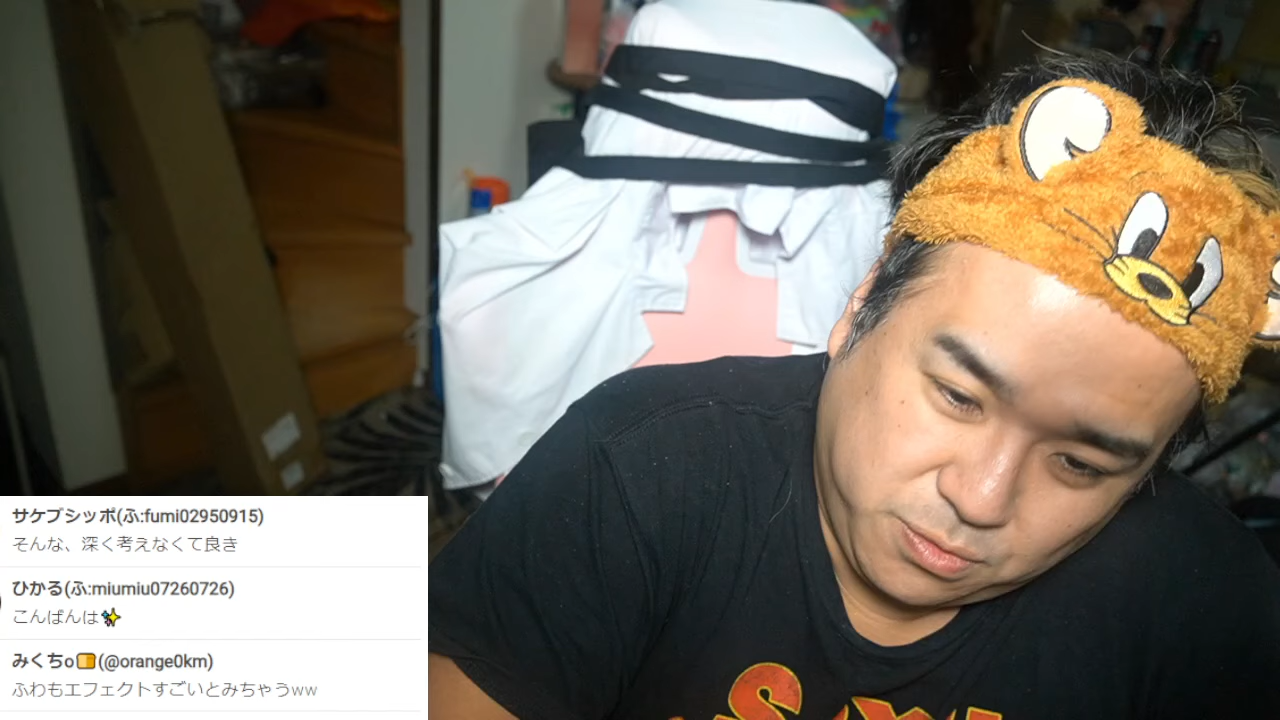 サケブシッポ(ふ:fumi02950915)
そんな、深く考えなくて良き
ひかる(ふ:miumiu07260726)
こんばんは✨
みくちo🍞(@orange0km)
ふわもエフェクトすごいとみちゃうww